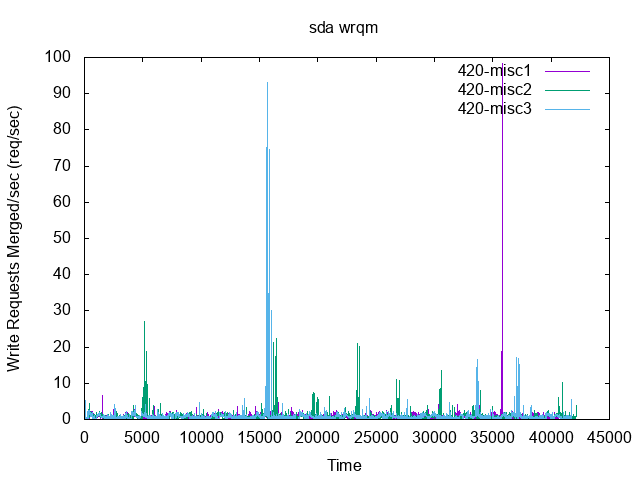 sda wrqm
Write Requests Merged/sec (req/sec)
100
90
80
70
60
50
40
30
20
10
0
420-misc1
420-misc2
420-misc3
0 5000 10000 15000 20000 25000 30000 35000 40000 45000
Time